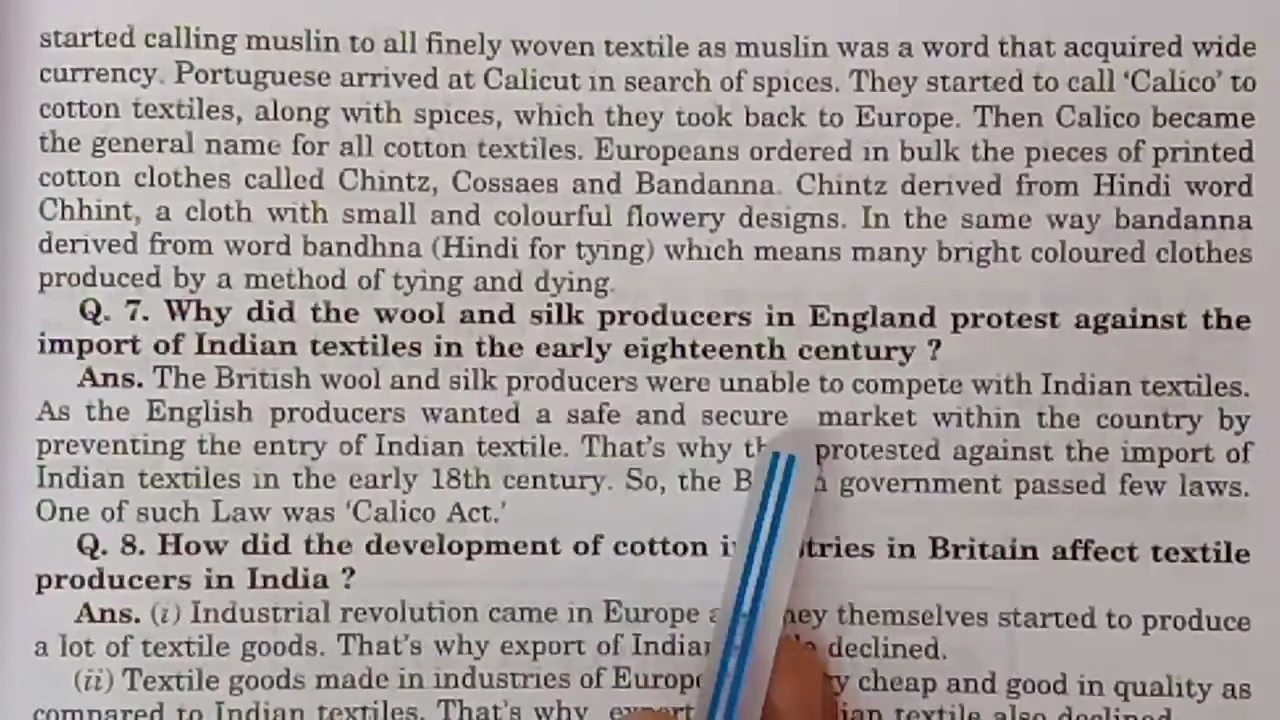 started calling muslin to all finely woven textile as muslin was a word that acquired wide
currency. Portuguese arrived at Calicut in search of spices. They started to call ‘Calico’ to
cotton textiles, along with spices, which they took back to Europe. Then Calico became
the general name for all cotton textiles. Europeans ordered in bulk the pieces of printed
cotton clothes called Chintz, Cossaes and Bandanna. Chintz derived from Hindi word
Chhint, a cloth with small and colourful flowery designs. In the same way bandanna
derived from word bandhna (Hindi for tying) which means many bright coloured clothes
produced by a method of tying and dying.
Q. 7. Why did the wool and silk producers in England protest against the
import of Indian textiles in the early eighteenth century ?
Ans. The British wool and silk producers were unable to compete with Indian textiles.
As the English producers wanted a safe and secure market within the country by
preventing the entry of Indian textile. That’s why protested against the import of
Indian textiles in the early 18th century. So, the government passed few laws.
One of such Law was ‘Calico Act.’
Q. 8. How did the development of cotton in Britain affect textile
producers in India ?
Ans. (i) Industrial revolution came in Europe themselves started to produce
a lot of textile goods. That’s why export of Indian declined.
(ii) Textile goods made in industries of Europe cheap and good in quality as
compared to Indian textiles. That’s why export textile also declined